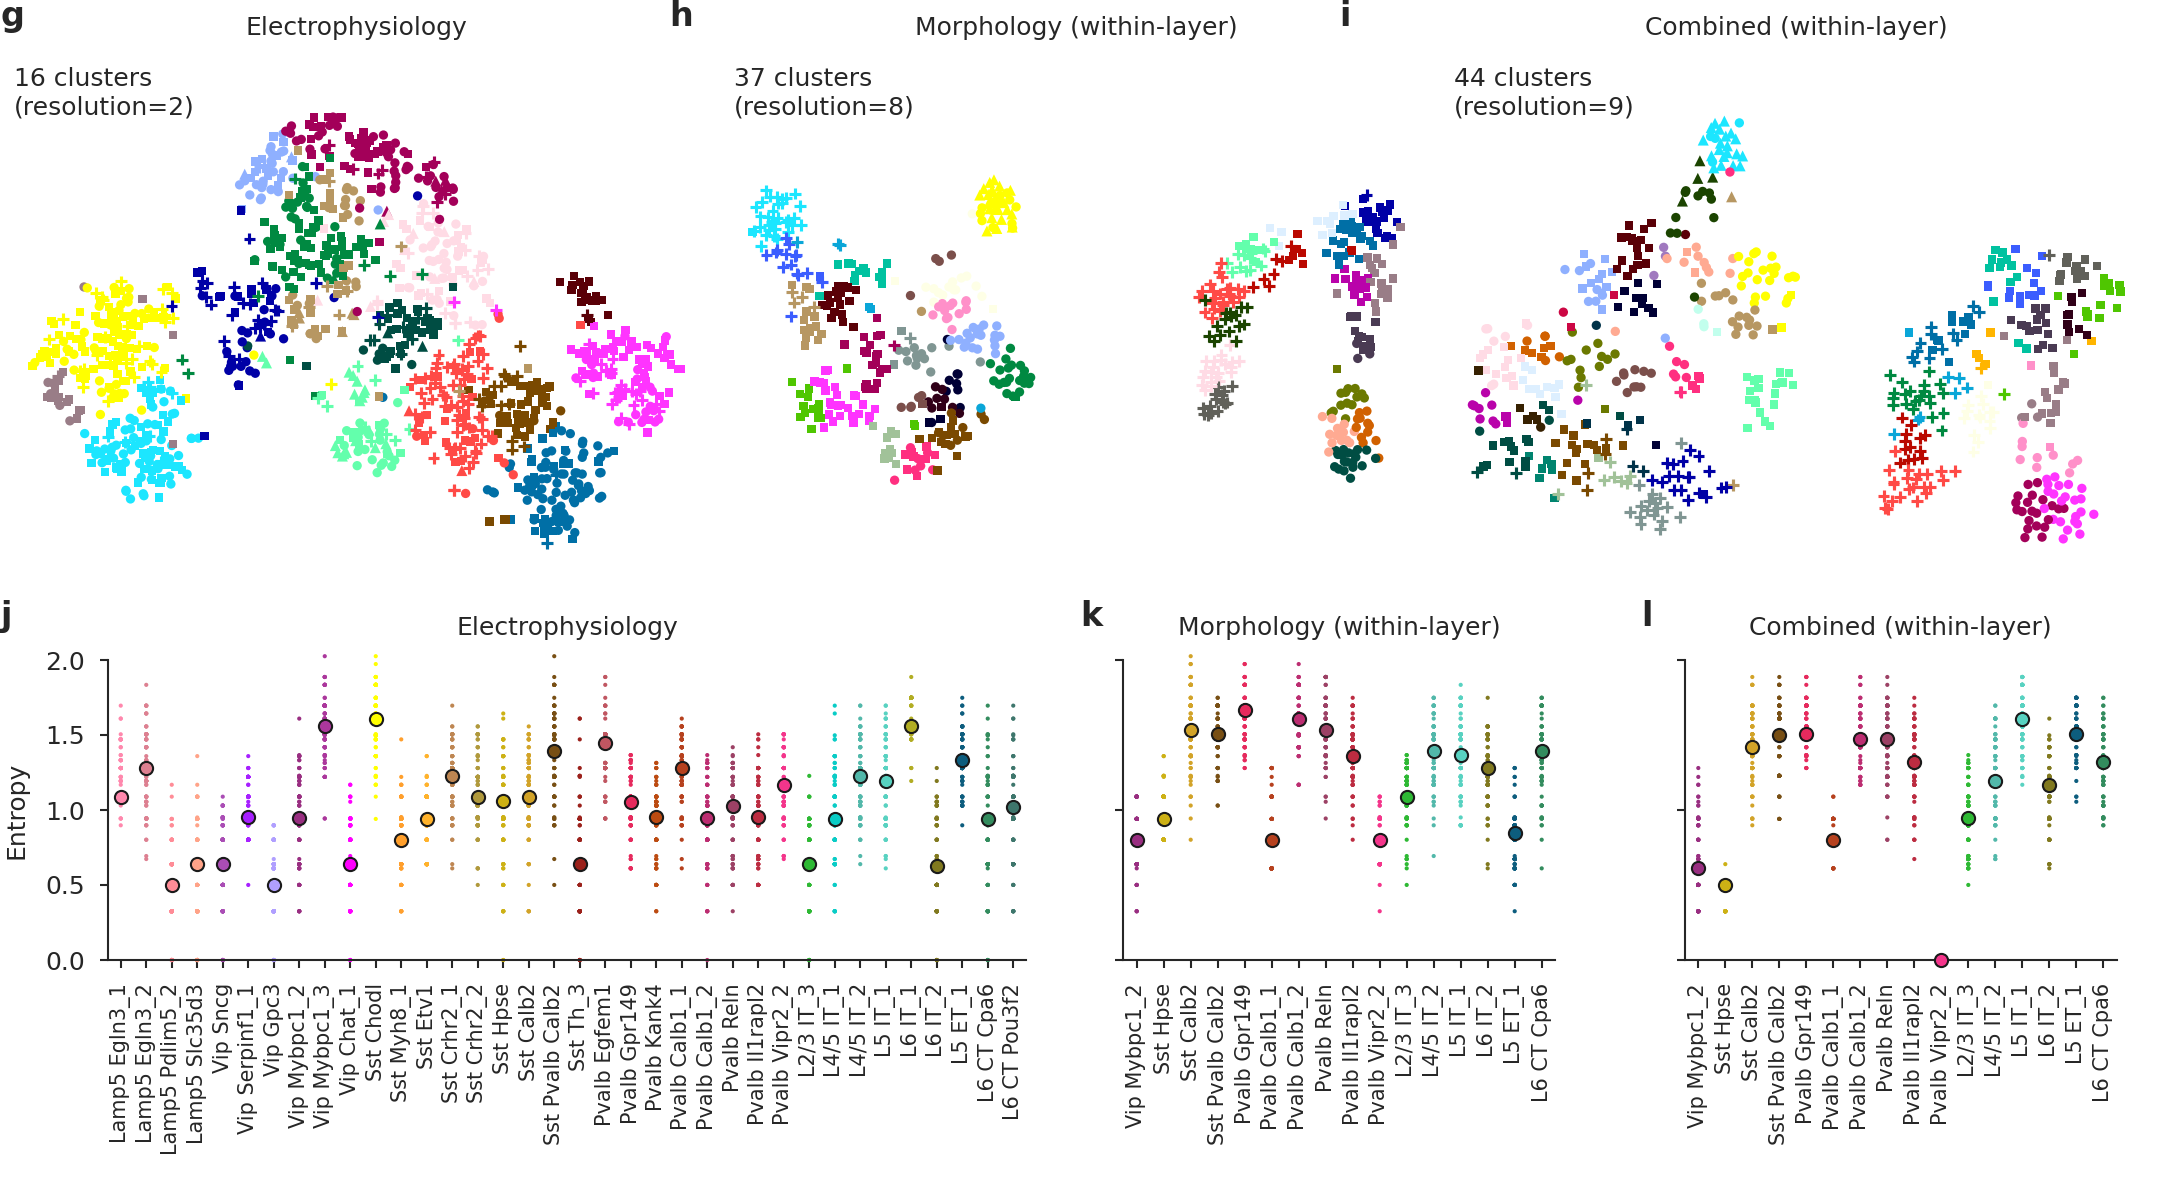 g
Electrophysiology
16 clusters
(resolution=2)
h
Morphology (within-layer)
37 clusters
(resolution=8)
i
Combined (within-layer)
44 clusters
(resolution=9)
j
Electrophysiology
Entropy
2.0
1.5
1.0
0.5
0.0
Lamp5 Egln3_1
Lamp5 Egln3_2
Lamp5 Pdlim5_2
Lamp5 Slc35d3
Vip Sncg
Vip Serpinf1_1
Vip Gpc3
Vip Mybpc1_2
Vip Mybpc1_3
Vip Chat_1
Sst Chodl
Sst Myh8_1
Sst Etv1
Sst Crhr2_1
Sst Crhr2_2
Sst Hpse
Sst Calb2
Sst Pvalb Calb2
Sst Th_3
Pvalb Egfem1
Pvalb Gpr149
Pvalb Kank4
Pvalb Calb1_1
Pvalb Calb1_2
Pvalb Reln
Pvalb Il1rapl2
Pvalb Vipr2_2
L2/3 IT_3
L4/5 IT_1
L4/5 IT_2
L5 IT_1
L6 IT_1
L6 IT_2
L5 ET_1
L6 CT Cpa6
L6 CT Pou3f2
k
Morphology (within-layer)
Vip Mybpc1_2
Sst Hpse
Sst Calb2
Sst Pvalb Calb2
Pvalb Gpr149
Pvalb Calb1_1
Pvalb Calb1_2
Pvalb Reln
Pvalb Il1rapl2
Pvalb Vipr2_2
L2/3 IT_3
L4/5 IT_2
L5 IT_1
L6 IT_2
L5 ET_1
L6 CT Cpa6
l
Combined (within-layer)
Vip Mybpc1_2
Sst Hpse
Sst Calb2
Sst Pvalb Calb2
Pvalb Gpr149
Pvalb Calb1_1
Pvalb Calb1_2
Pvalb Reln
Pvalb Il1rapl2
Pvalb Vipr2_2
L2/3 IT_3
L4/5 IT_2
L5 IT_1
L6 IT_2
L5 ET_1
L6 CT Cpa6